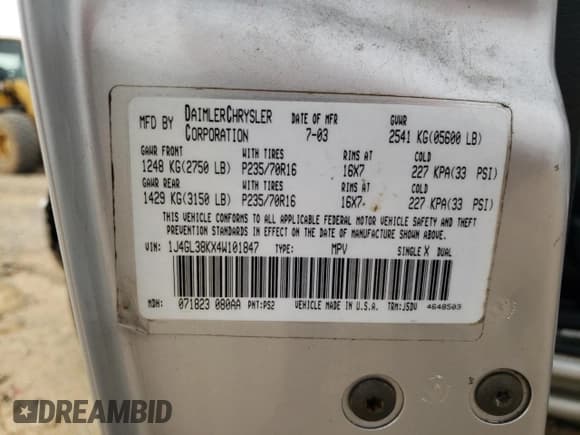 MFD BY DAIMLERCHRYSLER CORPORATION DATE OF MFR 7-03 GVWR 2541 KG(05600 LB)
GAWR FRONT WITH TIRES RIMS AT COLD
1248 KG(2750 LB) P235/70R16 16X7 227 KPA(33 PSI)
GAWR REAR WITH TIRES RIMS AT COLD
1429 KG(3150 LB) P235/70R16 16X7 227 KPA(33 PSI)
THIS VEHICLE CONFORMS TO ALL APPLICABLE FEDERAL MOTOR VEHICLE SAFETY AND THEFT
PREVENTION STANDARDS IN EFFECT ON THE DATE OF MANUFACTURE SHOWN ABOVE.
VIN: 1J4GL38KX4W101847 TYPE: MPV SINGLE X DUAL
MDH: 071823 080AA PNT:PS2 VEHICLE MADE IN U.S.A. TRM:JSDV 4648503
DREAMBID